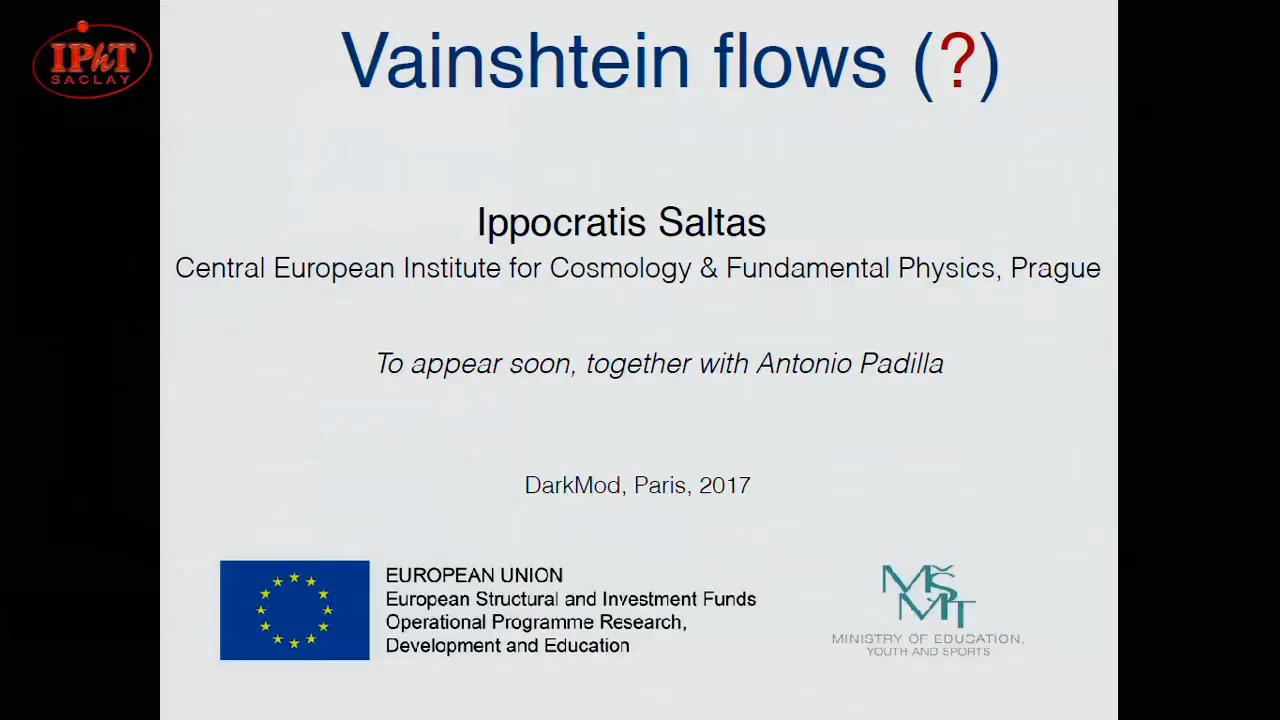 IPhT
SACLAY
Vainshtein flows (?)
Ippocratis Saltas
Central European Institute for Cosmology & Fundamental Physics, Prague
To appear soon, together with Antonio Padilla
DarkMod, Paris, 2017
EUROPEAN UNION
European Structural and Investment Funds
Operational Programme Research,
Development and Education
MŠMT
MINISTRY OF EDUCATION,
YOUTH AND SPORTS